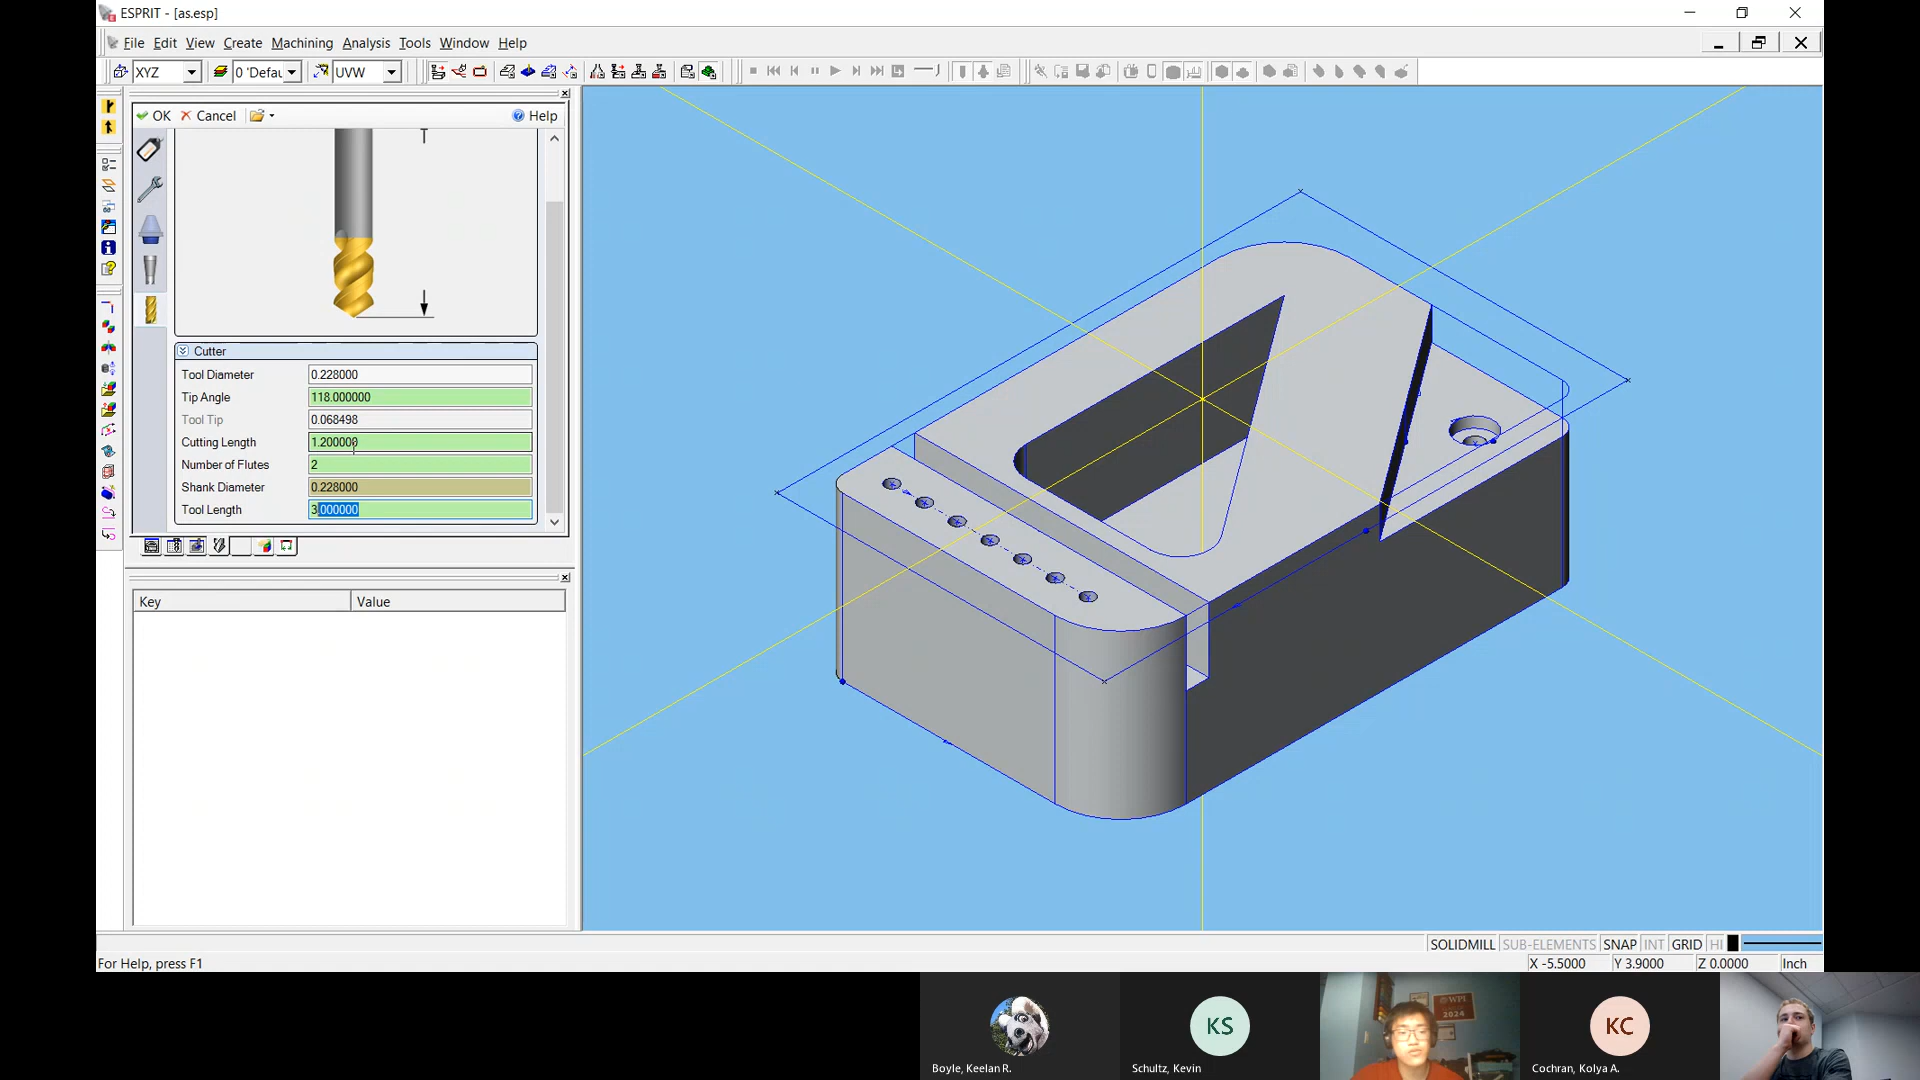 ESPRIT - [as.esp]
File Edit View Create Machining Analysis Tools Window Help
XYZ 0 'Defau UVW
OK Cancel Help
Cutter
Tool Diameter 0.228000
Tip Angle 118.000000
Tool Tip 0.068498
Cutting Length 1.200000
Number of Flutes 2
Shank Diameter 0.228000
Tool Length 3.000000
Key Value
SOLIDMILL SUB-ELEMENTS SNAP INT GRID HI
For Help, press F1
X -5.5000 Y 3.9000 Z 0.0000 Inch
WPI
2024
KS
KC
Boyle, Keelan R.
Schultz, Kevin
Cochran, Kolya A.